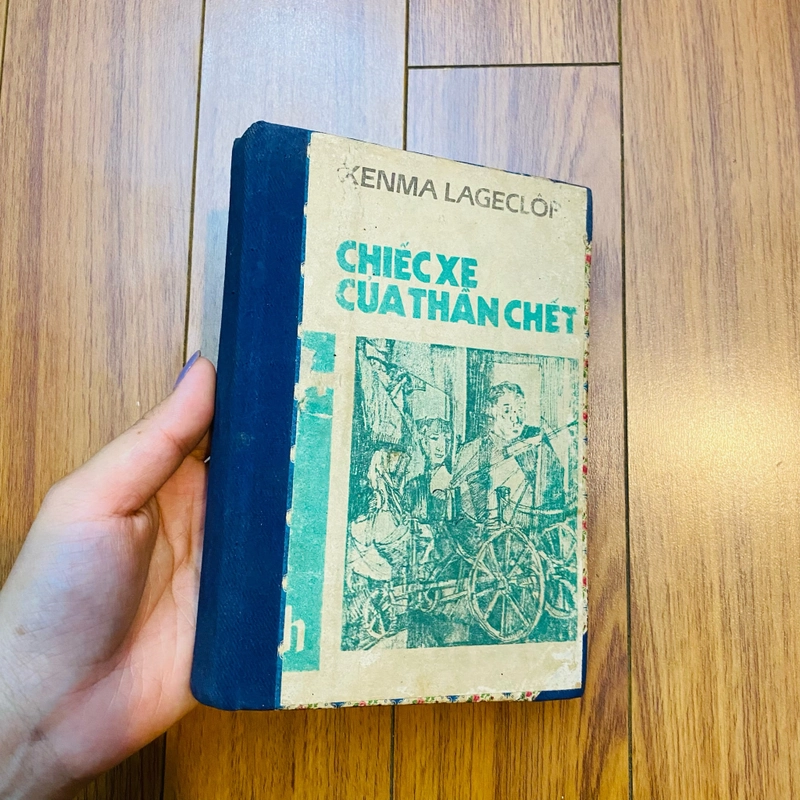 XENMA LAGECLÔP
CHIẾC XE
CỦA THẦN CHẾT
h